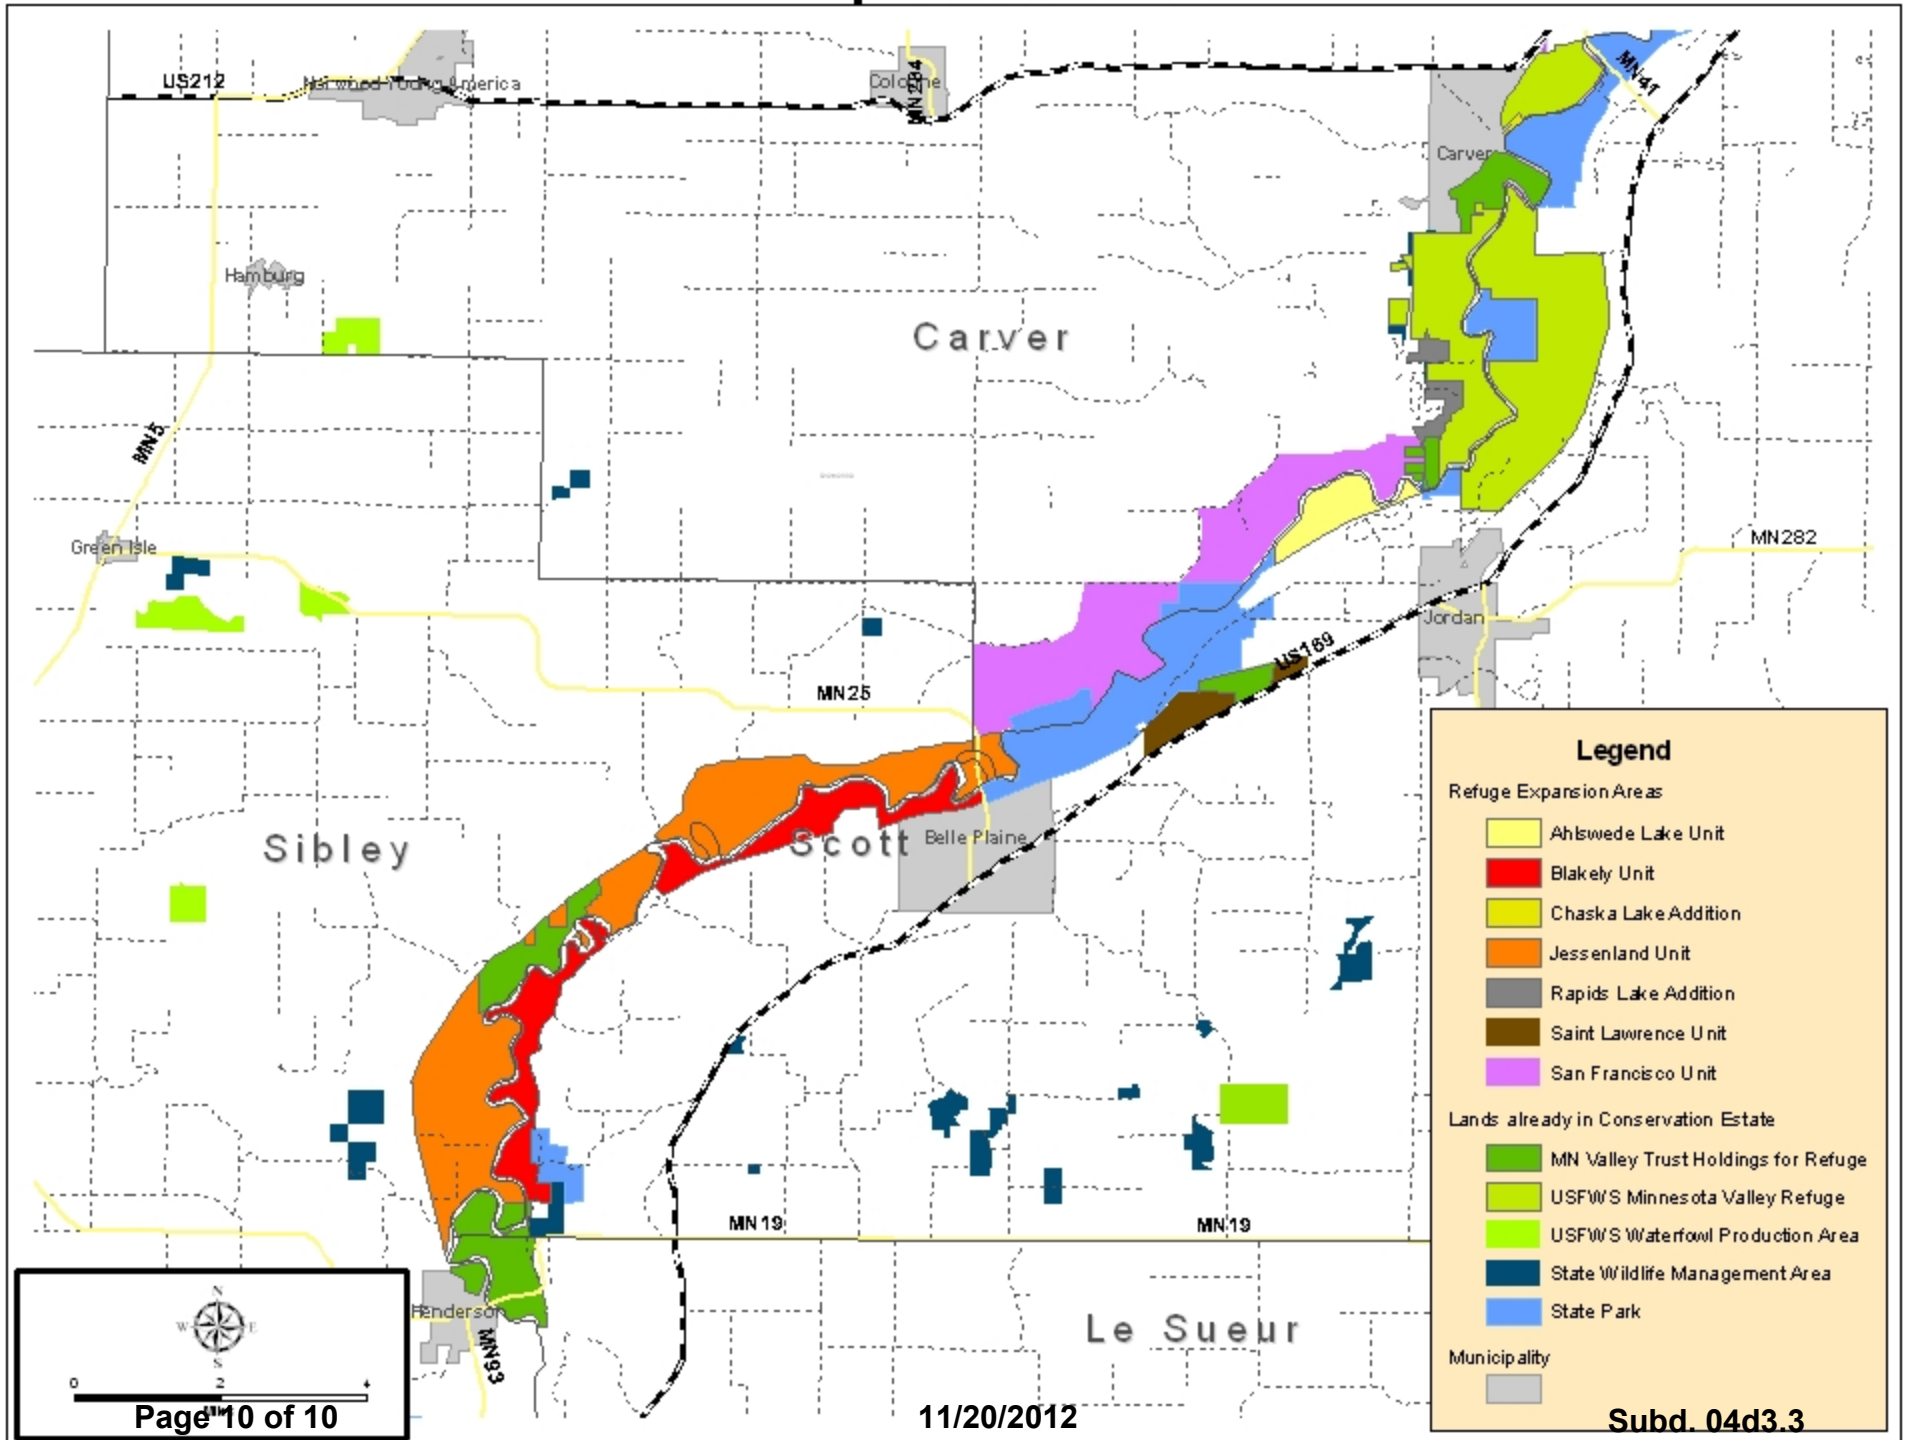 US212
Norwood Young America
Cologne
MN284
MN41
Carver
Hamburg
Carver
MN5
Green Isle
MN282
Jordan
US169
MN25
Sibley
Scott
Belle Plaine
MN19
MN19
Henderson
MN93
Le Sueur
Legend
Refuge Expansion Areas
Ahlswede Lake Unit
Blakely Unit
Chaska Lake Addition
Jessenland Unit
Rapids Lake Addition
Saint Lawrence Unit
San Francisco Unit
Lands already in Conservation Estate
MN Valley Trust Holdings for Refuge
USFWS Minnesota Valley Refuge
USFWS Waterfowl Production Area
State Wildlife Management Area
State Park
Municipality
N
W E
S
0 2 4
Miles
Page 10 of 10
11/20/2012
Subd. 04d3.3